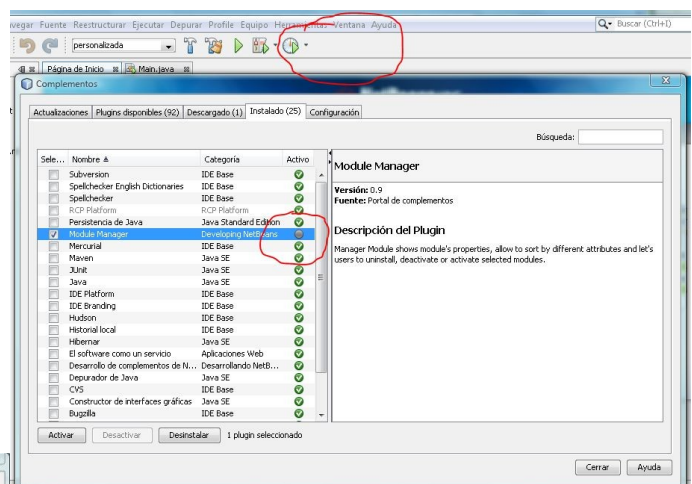 vegar Fuente Reestructurar Ejecutar Depurar Profile Equipo Herramientas Ventana Ayuda
Buscar (Ctrl+I)
personalizada
Página de Inicio Main.java
Complementos
Actualizaciones Plugins disponibles (92) Descargado (1) Instalado (25) Configuración
Búsqueda:
Sele... Nombre Categoría Activo
Subversion IDE Base
Spellchecker English Dictionaries IDE Base
Spellchecker IDE Base
RCP Platform RCP Platform
Persistencia de Java Java Standard Edition
Module Manager Developing NetBeans
Mercurial IDE Base
Maven Java SE
JUnit Java SE
Java Java SE
IDE Platform IDE Base
IDE Branding IDE Base
Hudson IDE Base
Historial local IDE Base
Hibernar Java SE
El software como un servicio Aplicaciones Web
Desarrollo de complementos de N... Desarrollando NetB...
Depurador de Java Java SE
CVS IDE Base
Constructor de interfaces gráficas Java SE
Bugzilla IDE Base
Module Manager
Versión: 0.9
Fuente: Portal de complementos
Descripción del Plugin
Manager Module shows module's properties, allow to sort by different attributes and let's
users to uninstall, deactivate or activate selected modules.
Activar Desactivar Desinstalar 1 plugin seleccionado
Cerrar Ayuda